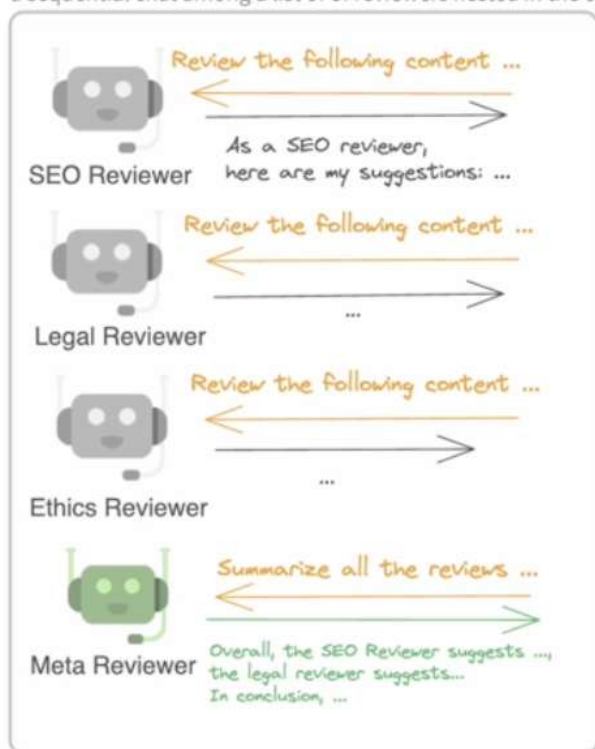 Review the following content ...
As a SEO reviewer,
here are my suggestions: ...
SEO Reviewer
Review the following content ...
...
Legal Reviewer
Review the following content ...
...
Ethics Reviewer
Summarize all the reviews ...
Meta Reviewer
Overall, the SEO Reviewer suggests ...,
the legal reviewer suggests...
In conclusion, ...